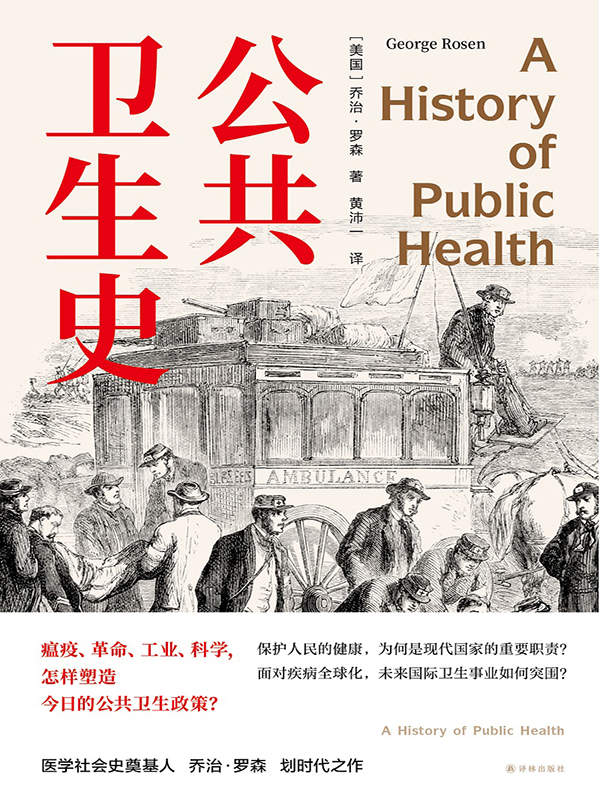 公共
卫生史
[美国]乔治·罗森 著 黄沛一 译
George Rosen
A
History
of
Public
Health
AMBULANCE
瘟疫、革命、工业、科学，
怎样塑造
今日的公共卫生政策？
保护人民的健康，为何是现代国家的重要职责？
面对疾病全球化，未来国际卫生事业如何突围？
A History of Public Health
医学社会史奠基人 乔治·罗森 划时代之作
译林出版社